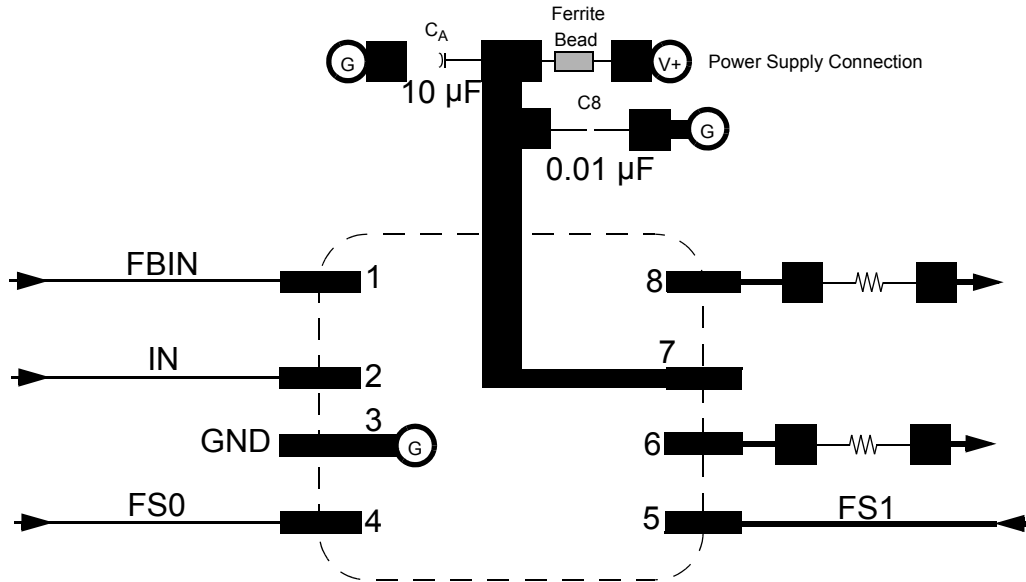 Ferrite
Bead
CA
G
V+
Power Supply Connection
10 µF
C8
G
0.01 µF
FBIN
1
8
IN
2
7
3
GND
G
6
FS0
4
5
FS1